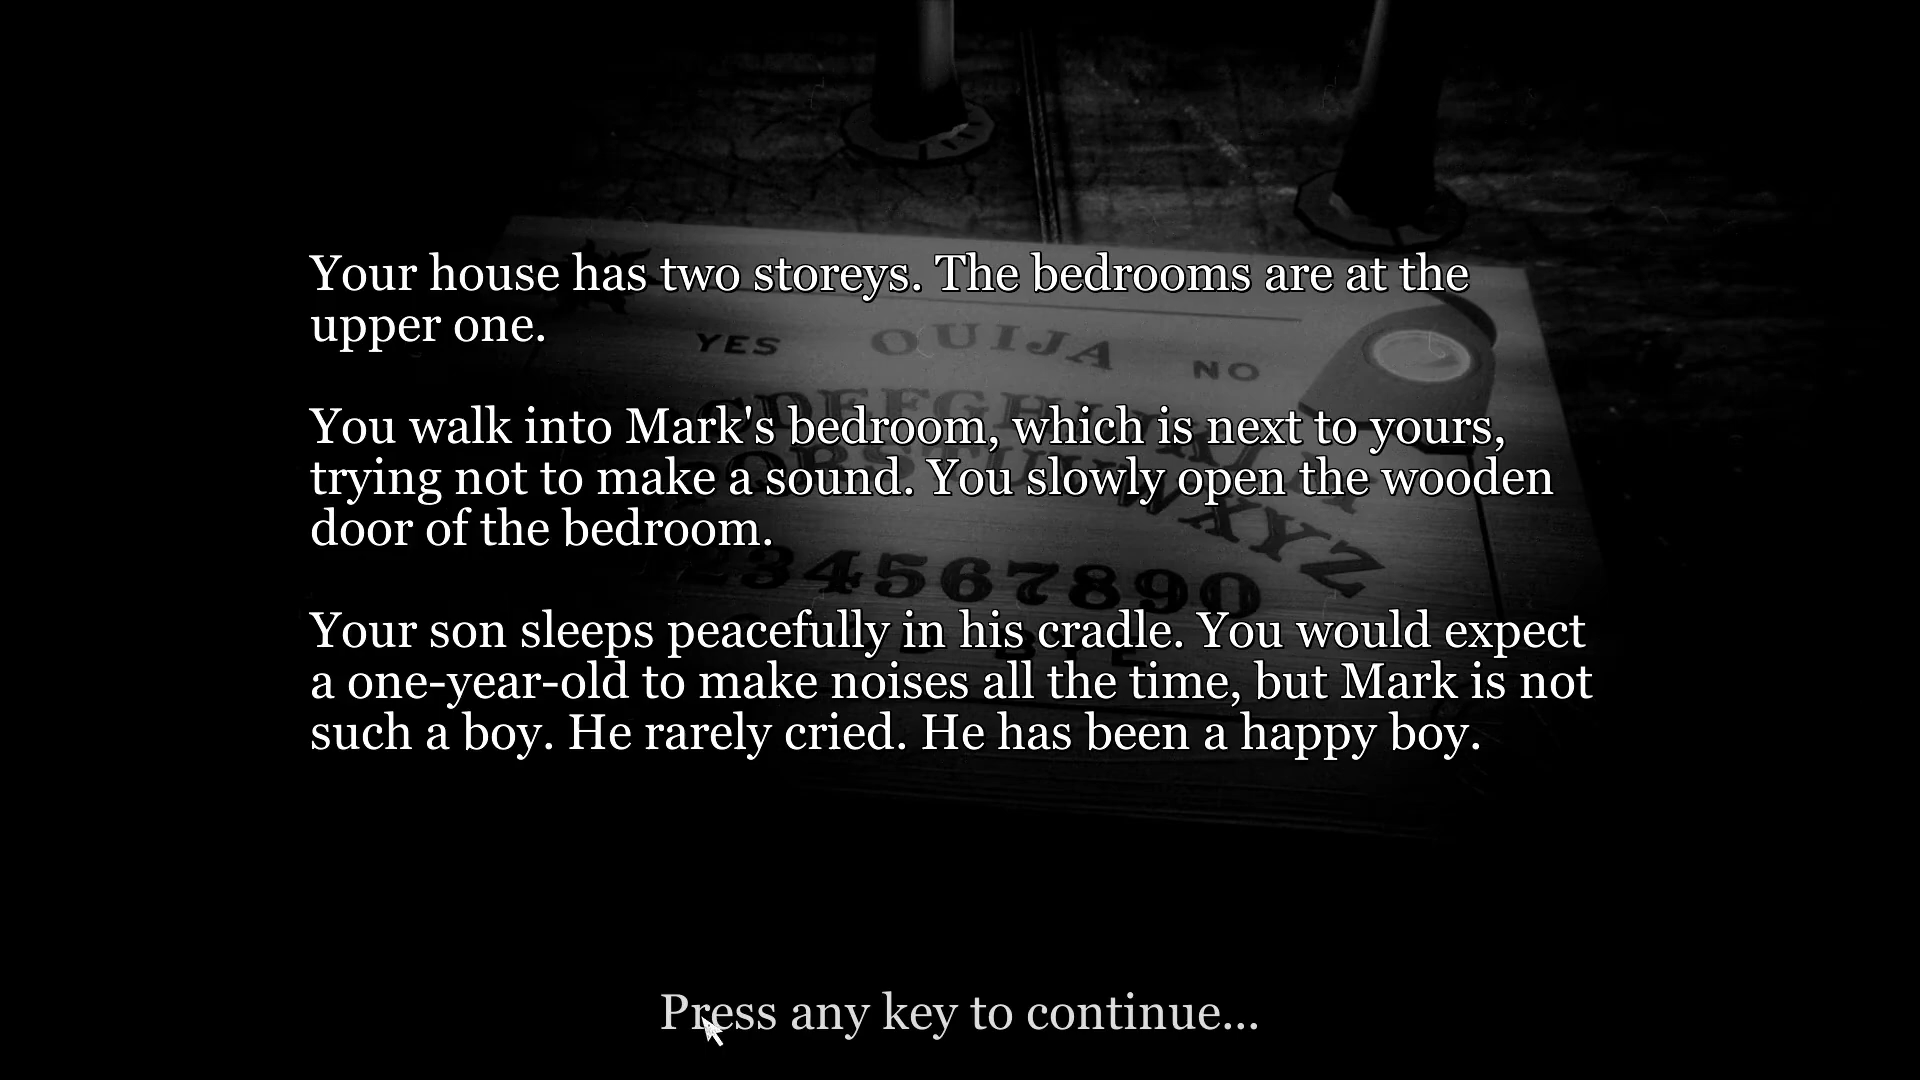 Your house has two storeys. The bedrooms are at the
upper one.
YES OUIJA NO
You walk into Mark's bedroom, which is next to yours,
trying not to make a sound. You slowly open the wooden
door of the bedroom.
WXYZ
34567890
Your son sleeps peacefully in his cradle. You would expect
a one-year-old to make noises all the time, but Mark is not
such a boy. He rarely cried. He has been a happy boy.
Press any key to continue...